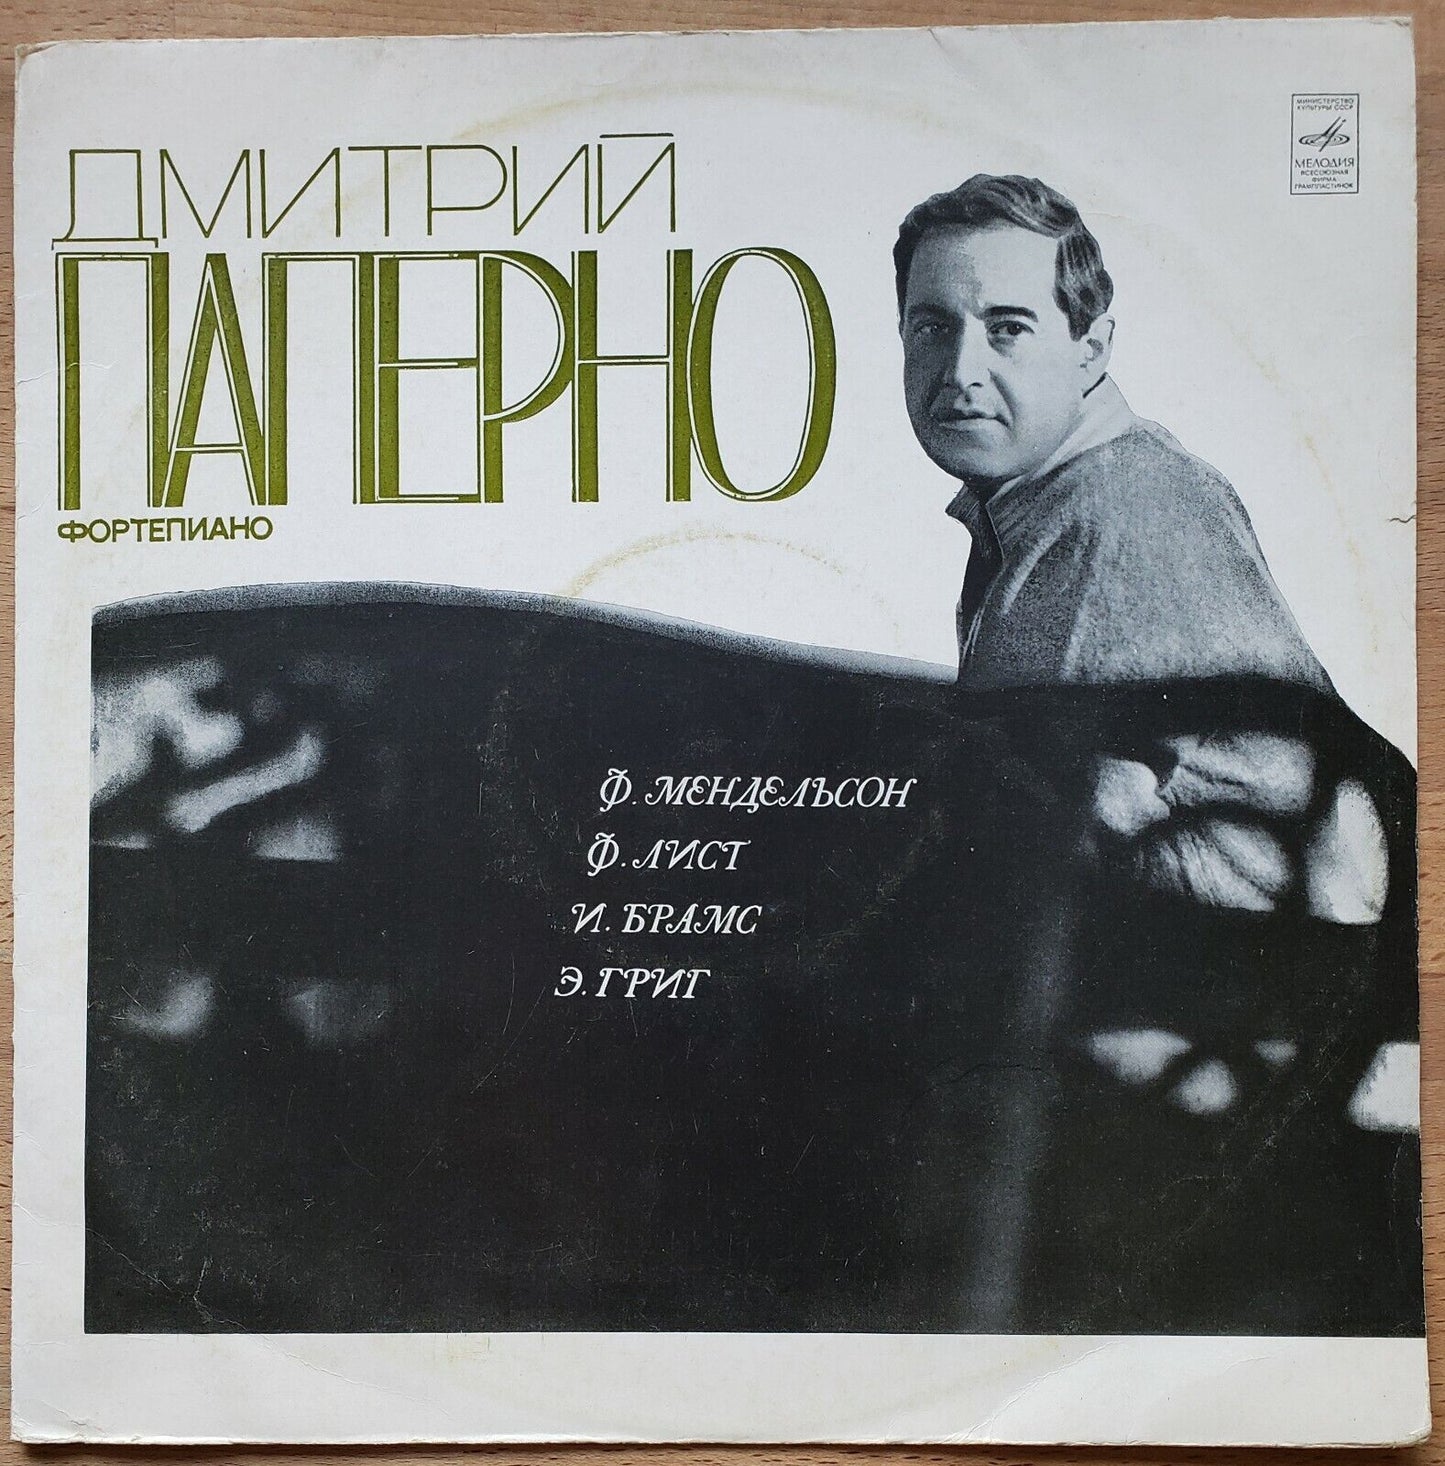 ДМИТРИЙ
ПАПЕРНО
ФОРТЕПИАНО
МИНИСТЕРСТВО
КУЛЬТУРЫ СССР
МЕЛОДИЯ
ВСЕСОЮЗНАЯ
ФИРМА
ГРАМПЛАСТИНОК
Ф. МЕНДЕЛЬСОН
Ф. ЛИСТ
И. БРАМС
Э. ГРИГ